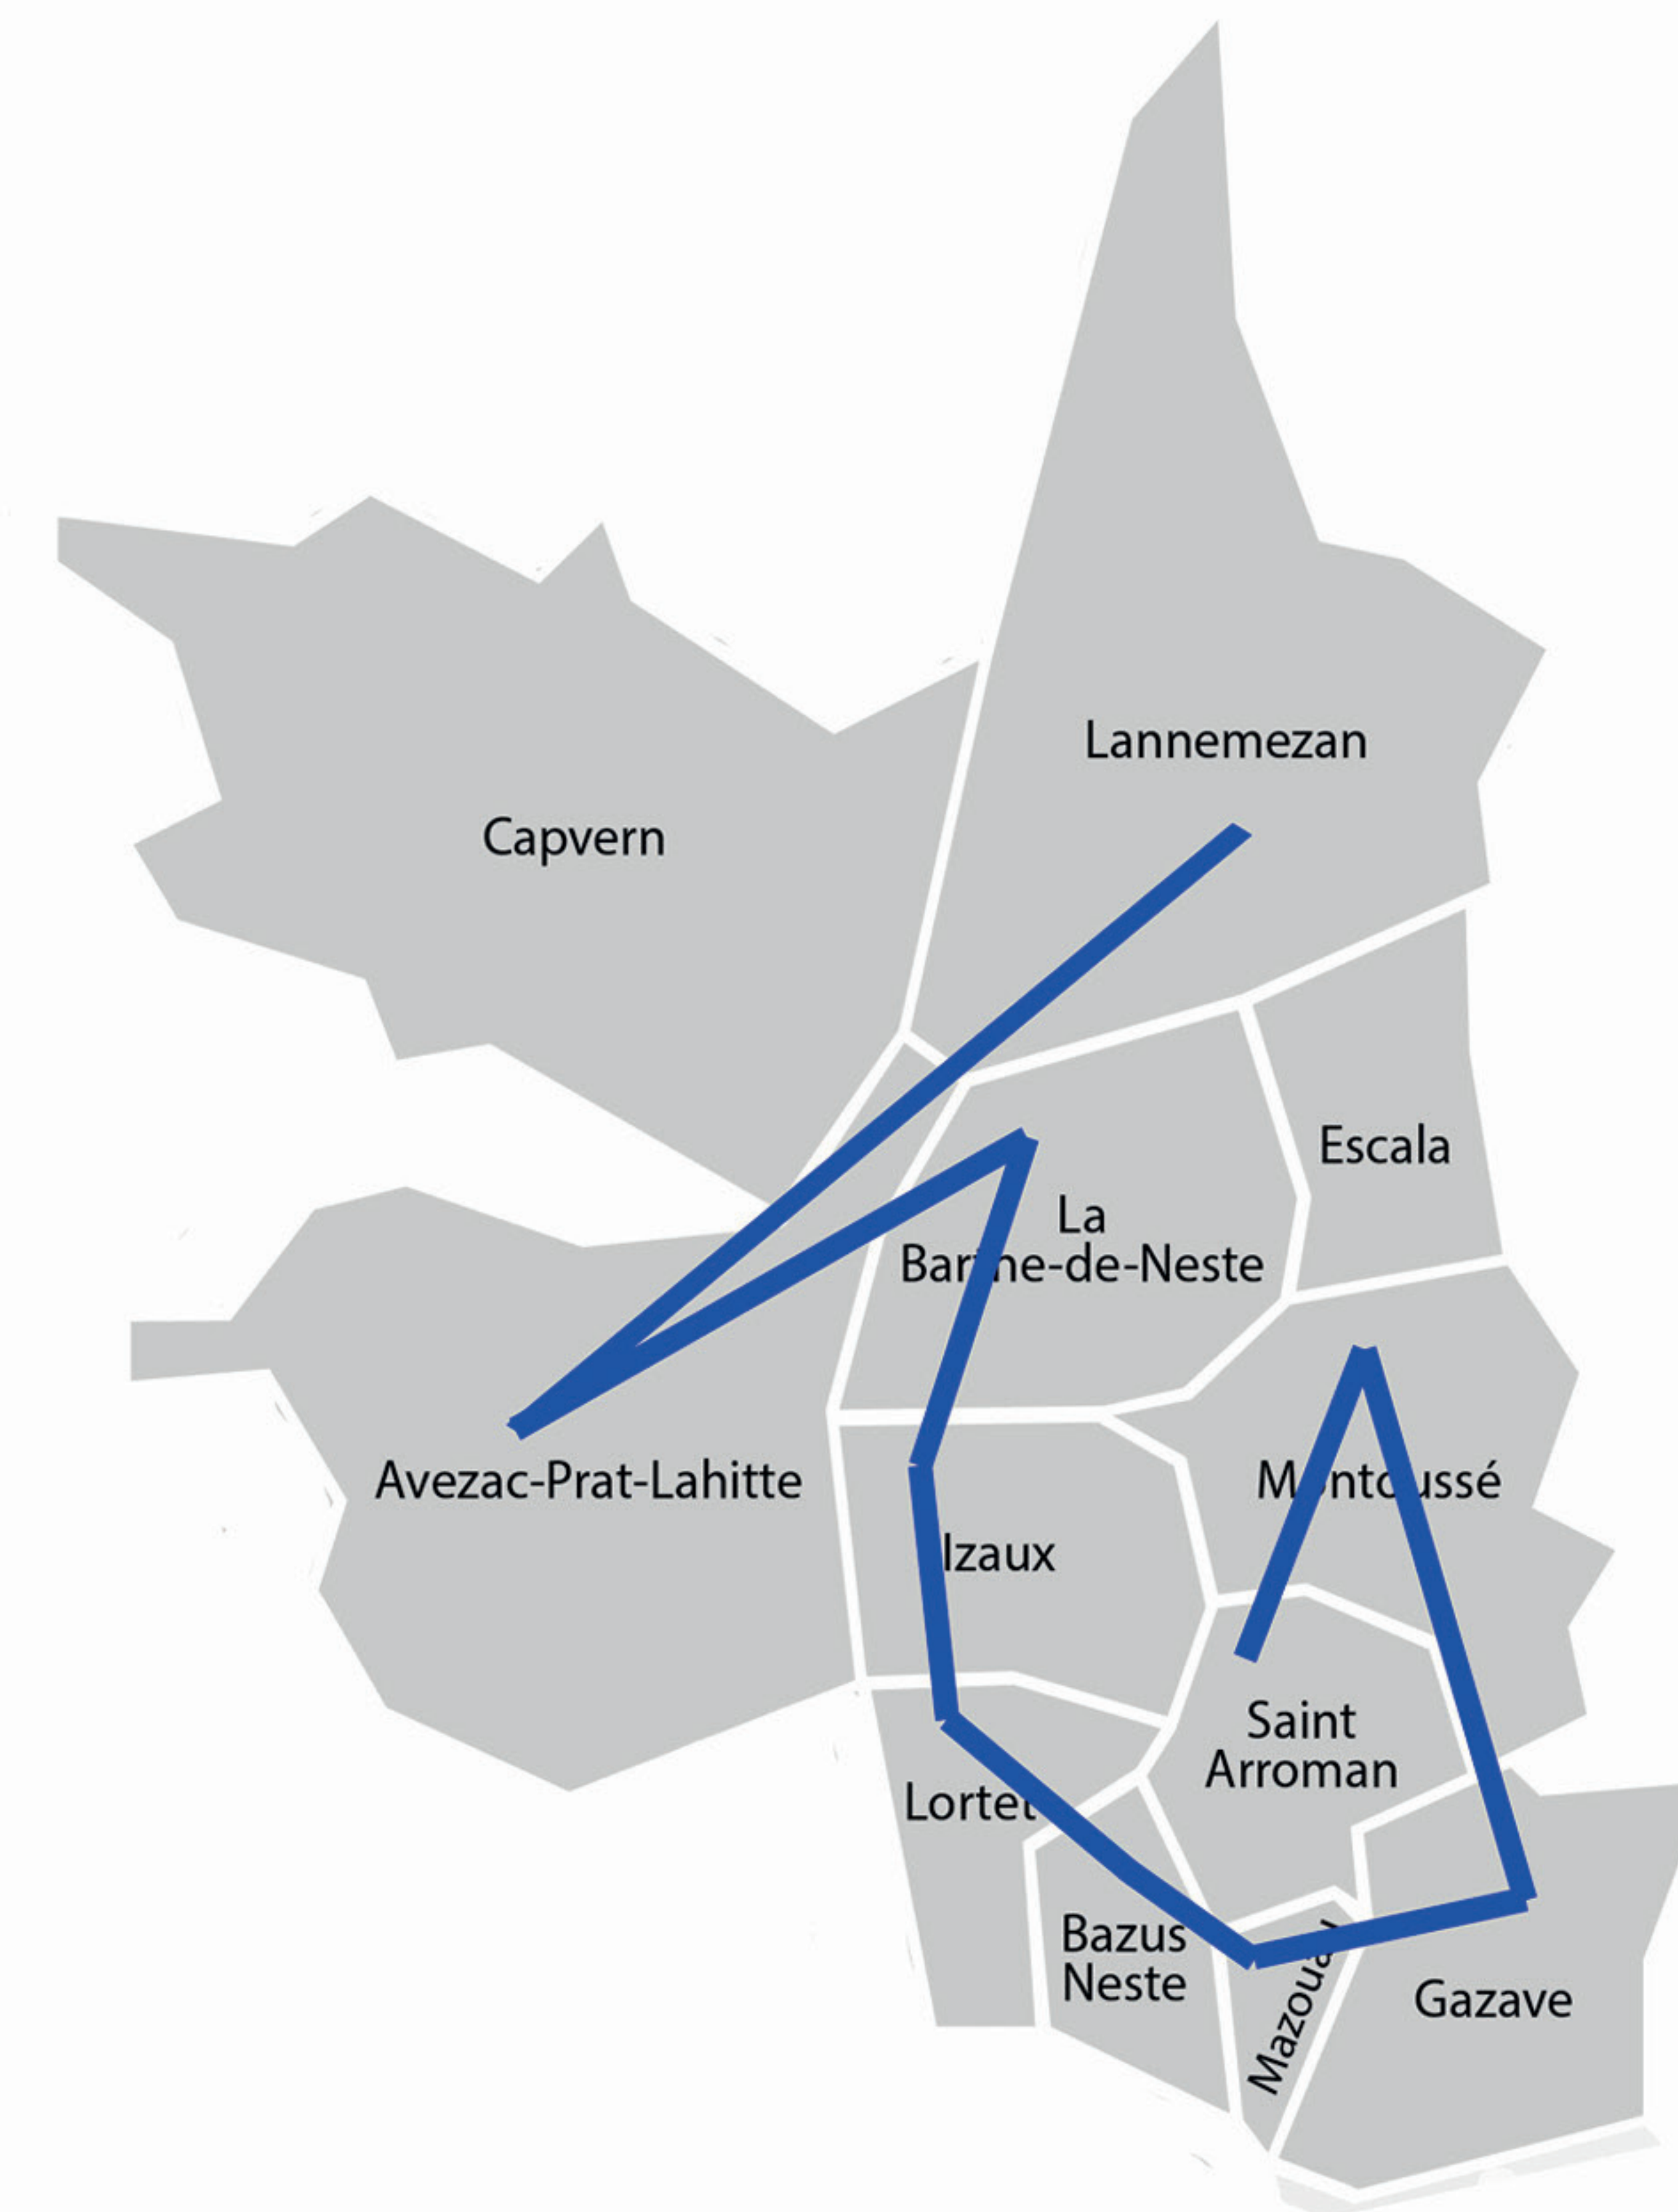 Lannemezan
Capvern
Escala
La
Barthe-de-Neste
Avezac-Prat-Lahitte
Montoussé
Izaux
Saint
Arroman
Lortet
Bazus
Neste
Mazouau
Gazave